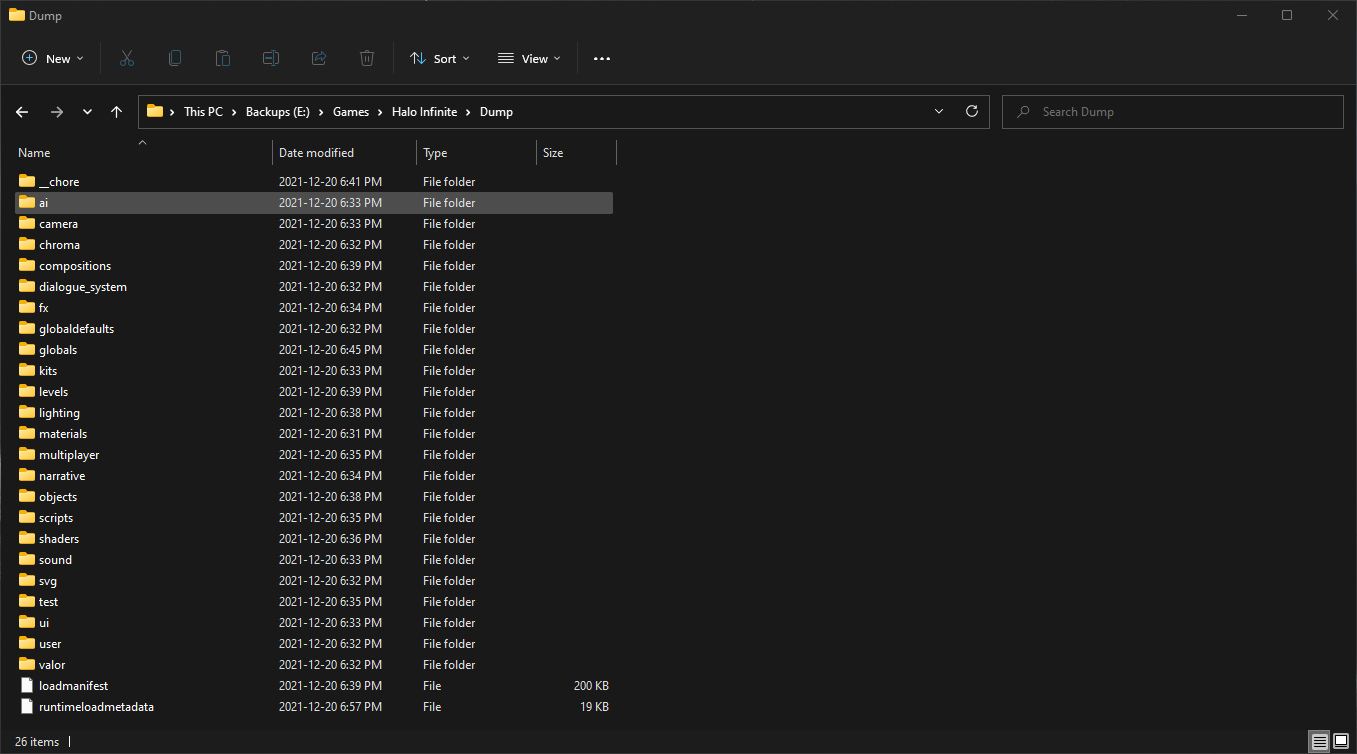 Dump
New
Sort
View
This PC > Backups (E:) > Games > Halo Infinite > Dump
Search Dump
Name Date modified Type Size
__chore 2021-12-20 6:41 PM File folder
ai 2021-12-20 6:33 PM File folder
camera 2021-12-20 6:33 PM File folder
chroma 2021-12-20 6:32 PM File folder
compositions 2021-12-20 6:39 PM File folder
dialogue_system 2021-12-20 6:32 PM File folder
fx 2021-12-20 6:34 PM File folder
globaldefaults 2021-12-20 6:32 PM File folder
globals 2021-12-20 6:45 PM File folder
kits 2021-12-20 6:33 PM File folder
levels 2021-12-20 6:39 PM File folder
lighting 2021-12-20 6:38 PM File folder
materials 2021-12-20 6:31 PM File folder
multiplayer 2021-12-20 6:35 PM File folder
narrative 2021-12-20 6:34 PM File folder
objects 2021-12-20 6:38 PM File folder
scripts 2021-12-20 6:35 PM File folder
shaders 2021-12-20 6:36 PM File folder
sound 2021-12-20 6:33 PM File folder
svg 2021-12-20 6:32 PM File folder
test 2021-12-20 6:35 PM File folder
ui 2021-12-20 6:33 PM File folder
user 2021-12-20 6:32 PM File folder
valor 2021-12-20 6:32 PM File folder
loadmanifest 2021-12-20 6:39 PM File 200 KB
runtimeloadmetadata 2021-12-20 6:57 PM File 19 KB
26 items